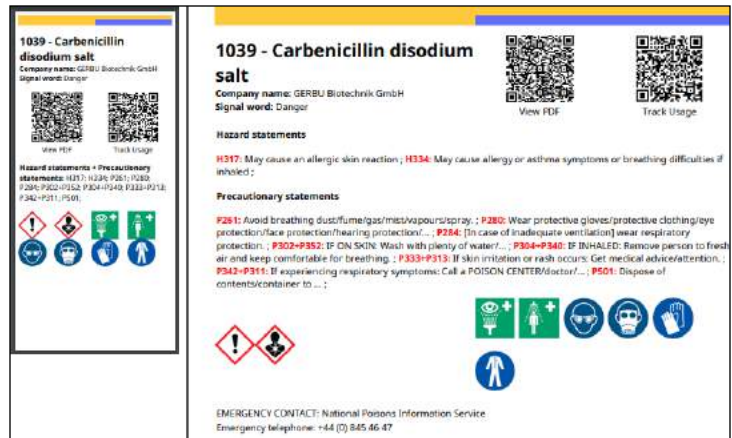 1039 - Carbenicillin
disodium salt
Company name: GERBU Biotechnik GmbH
Signal word: Danger
View PDF
Track Usage
Hazard statements + Precautionary
statements: H317; H334; P261; P280;
P284; P302+P352; P304+P340; P333+P313;
P342+P311; P501;
1039 - Carbenicillin disodium
salt
Company name: GERBU Biotechnik GmbH
Signal word: Danger
View PDF
Track Usage
Hazard statements
H317: May cause an allergic skin reaction ; H334: May cause allergy or asthma symptoms or breathing difficulties if
inhaled ;
Precautionary statements
P261: Avoid breathing dust/fume/gas/mist/vapours/spray. ; P280: Wear protective gloves/protective clothing/eye
protection/face protection/hearing protection/... ; P284: [In case of inadequate ventilation] wear respiratory
protection. ; P302+P352: IF ON SKIN: Wash with plenty of water/... ; P304+P340: IF INHALED: Remove person to fresh
air and keep comfortable for breathing. ; P333+P313: If skin irritation or rash occurs: Get medical advice/attention. ;
P342+P311: If experiencing respiratory symptoms: Call a POISON CENTER/doctor/... ; P501: Dispose of
contents/container to ... ;
EMERGENCY CONTACT: National Poisons Information Service
Emergency telephone: +44 (0) 845 46 47